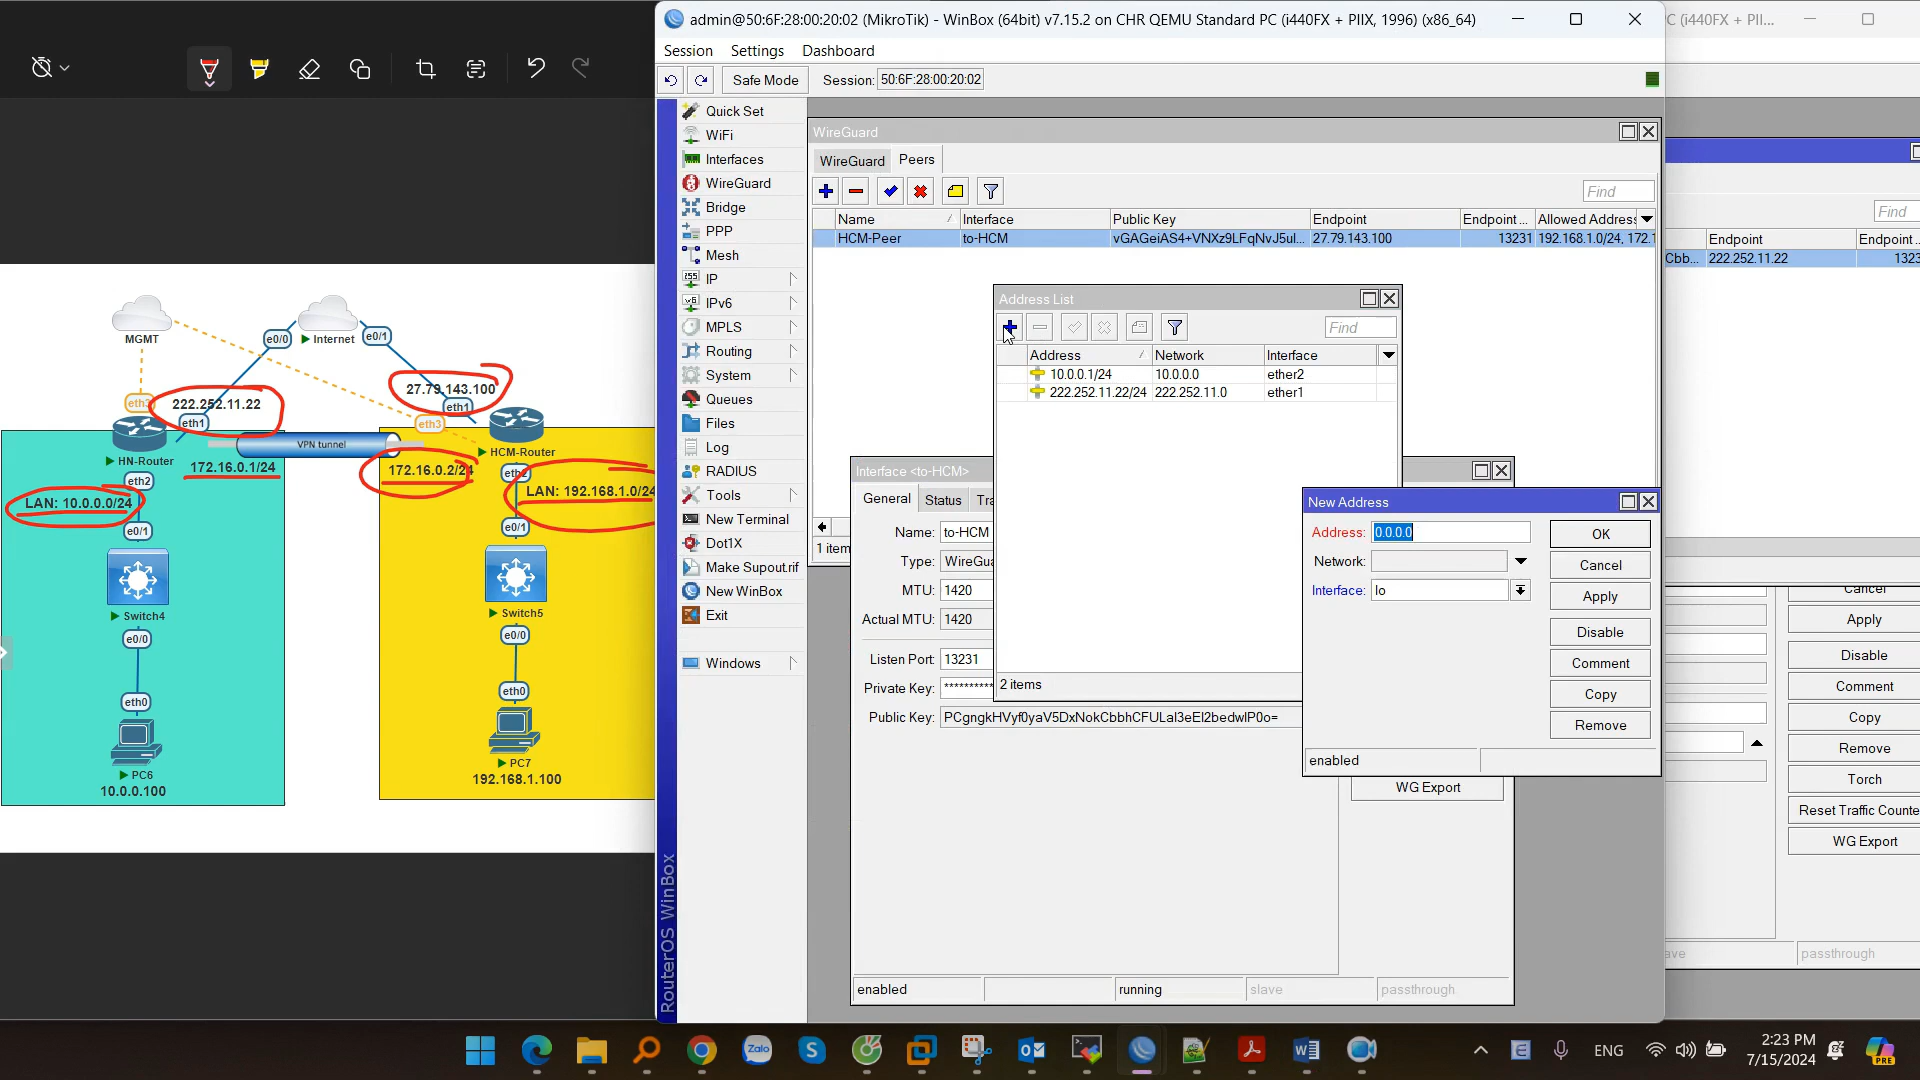 admin@50:6F:28:00:20:02 (MikroTik) - WinBox (64bit) v7.15.2 on CHR QEMU Standard PC (i440FX + PIIX, 1996) (x86_64)
C (i440FX + PII...
Session Settings Dashboard
Safe Mode Session: 50:6F:28:00:20:02
Quick Set
WiFi
Interfaces
WireGuard
Bridge
PPP
Mesh
IP
IPv6
MPLS
Routing
System
Queues
Files
Log
RADIUS
Tools
New Terminal
Dot1X
Make Supout.rif
New WinBox
Exit
Windows
RouterOS WinBox
WireGuard
WireGuard Peers
Find
Name Interface Public Key Endpoint Endpoint... Allowed Address
HCM-Peer to-HCM vGAGeiAS4+VNXz9LFqNvJ5ul... 27.79.143.100 13231 192.168.1.0/24, 172.1
1 item
Address List
Find
Address Network Interface
10.0.0.1/24 10.0.0.0 ether2
222.252.11.22/24 222.252.11.0 ether1
2 items
Interface <to-HCM>
General Status Tra
Name: to-HCM
Type: WireGua
MTU: 1420
Actual MTU: 1420
Listen Port: 13231
Private Key: **********
Public Key: PCgngkHVyf0yaV5DxNokCbbhCFULaI3eEI2bedwIP0o=
WG Export
enabled running slave passthrough
New Address
Address: 0.0.0.0
Network:
Interface: lo
OK
Cancel
Apply
Disable
Comment
Copy
Remove
enabled
Find
Endpoint Endpoint...
Cbb... 222.252.11.22 1323
Cancel
Apply
Disable
Comment
Copy
Remove
Torch
Reset Traffic Counte
WG Export
ave passthrough
MGMT
e0/0
Internet
e0/1
eth3
222.252.11.22
eth1
27.79.143.100
eth1
eth3
VPN tunnel
HN-Router
172.16.0.1/24
HCM-Router
172.16.0.2/24
eth2
LAN: 10.0.0.0/24
e0/1
Switch4
e0/0
eth0
PC6
10.0.0.100
eth2
LAN: 192.168.1.0/24
e0/1
Switch5
e0/0
eth0
PC7
192.168.1.100
Zalo
ENG
2:23 PM
7/15/2024
PRE